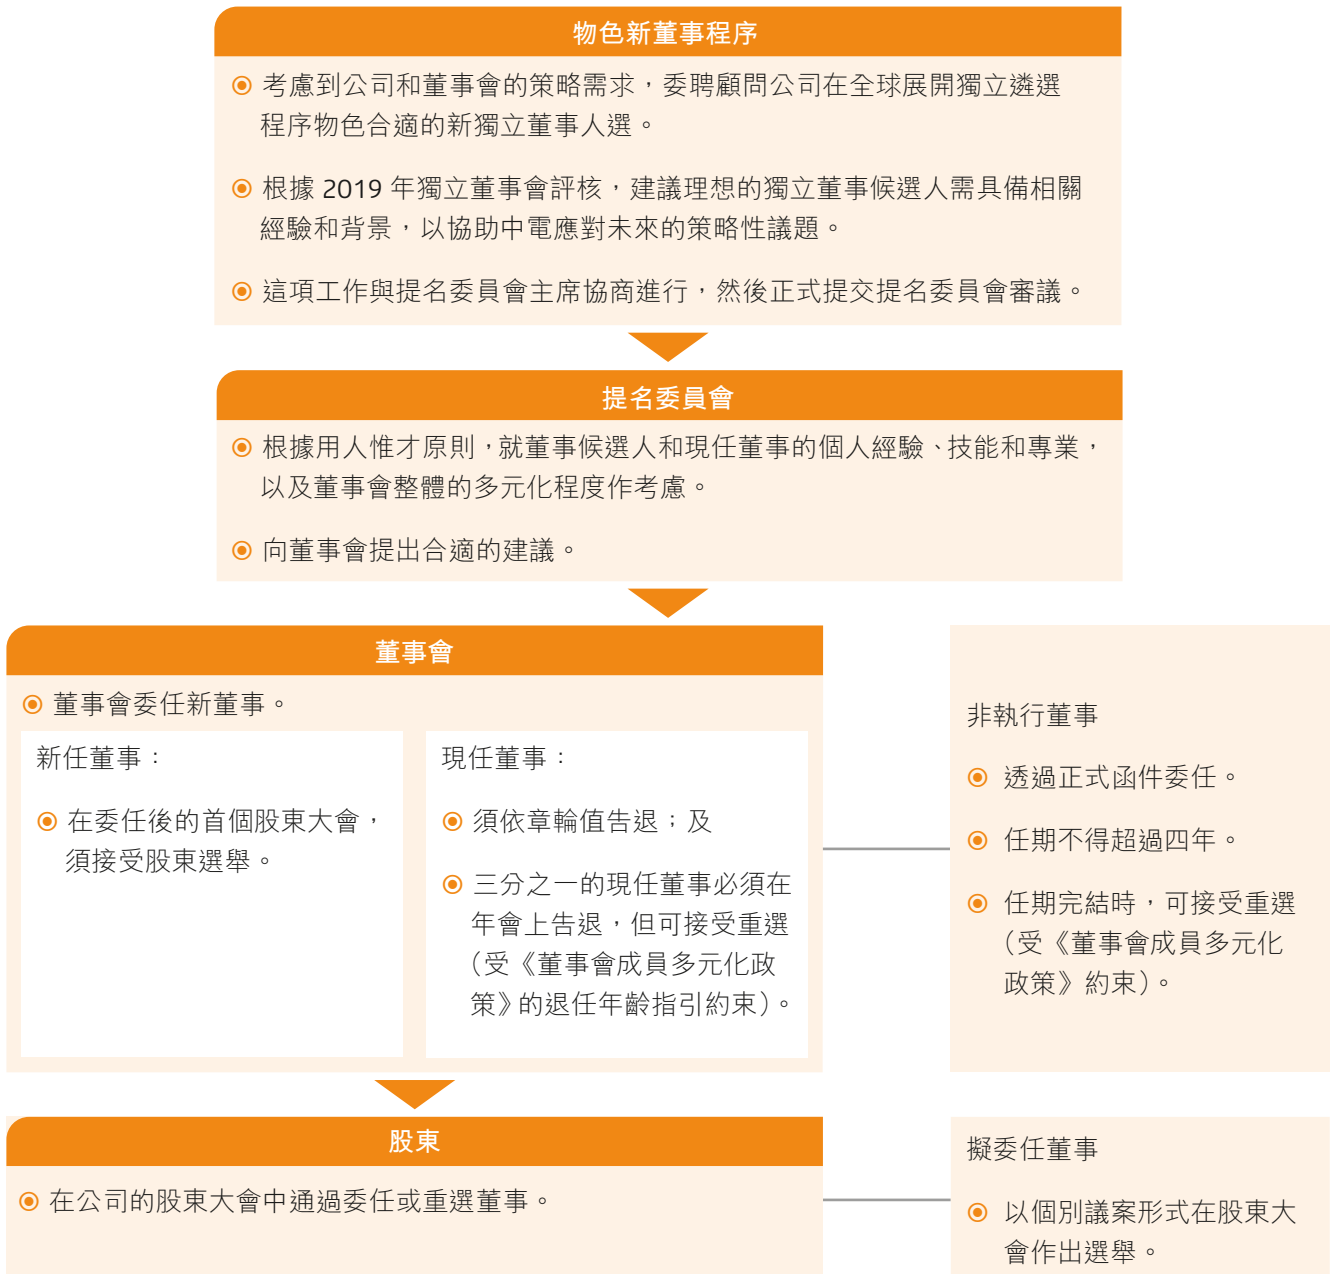 物色新董事程序
考慮到公司和董事會的策略需求，委聘顧問公司在全球展開獨立遴選
程序物色合適的新獨立董事人選。
根據 2019 年獨立董事會評核，建議理想的獨立董事候選人需具備相關
經驗和背景，以協助中電應對未來的策略性議題。
這項工作與提名委員會主席協商進行，然後正式提交提名委員會審議。
提名委員會
根據用人惟才原則，就董事候選人和現任董事的個人經驗、技能和專業，
以及董事會整體的多元化程度作考慮。
向董事會提出合適的建議。
董事會
董事會委任新董事。
新任董事：
在委任後的首個股東大會，
須接受股東選舉。
現任董事：
須依章輪值告退；及
三分之一的現任董事必須在
年會上告退，但可接受重選
（受《董事會成員多元化政
策》的退任年齡指引約束）。
非執行董事
透過正式函件委任。
任期不得超過四年。
任期完結時，可接受重選
（受《董事會成員多元化
政策》約束）。
股東
在公司的股東大會中通過委任或重選董事。
擬委任董事
以個別議案形式在股東大
會作出選舉。